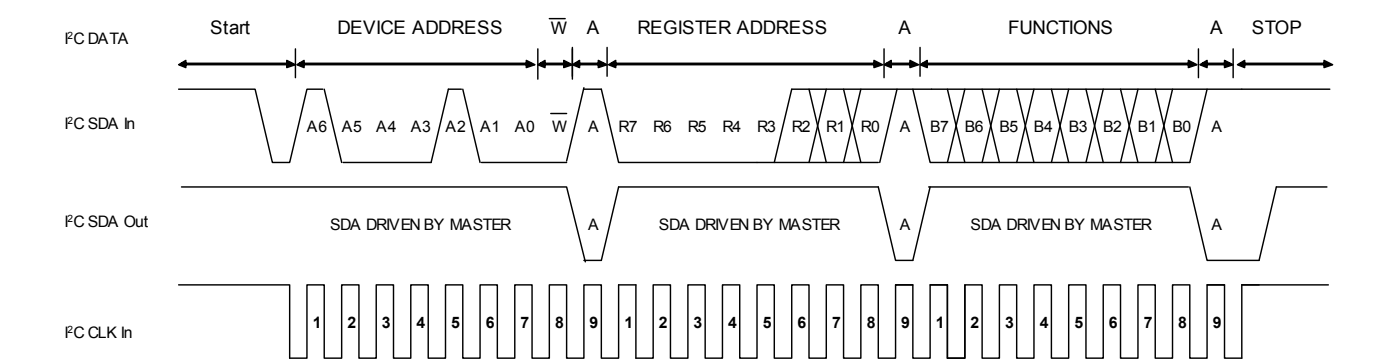 I²C DATA Start DEVICE ADDRESS W̅ A REGISTER ADDRESS A FUNCTIONS A STOP
I²C SDA In A6 A5 A4 A3 A2 A1 A0 W̅ A R7 R6 R5 R4 R3 R2 R1 R0 A B7 B6 B5 B4 B3 B2 B1 B0 A
I²C SDA Out SDA DRIVEN BY MASTER A SDA DRIVEN BY MASTER A SDA DRIVEN BY MASTER A
I²C CLK In 1 2 3 4 5 6 7 8 9 1 2 3 4 5 6 7 8 9 1 2 3 4 5 6 7 8 9